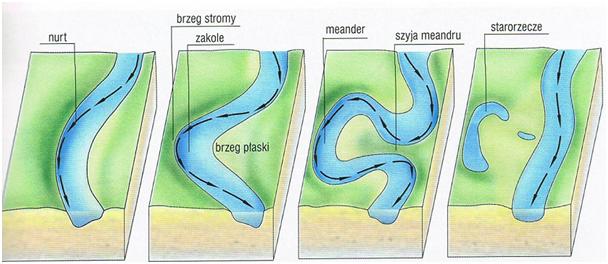 nurt
brzeg stromy
zakole
brzeg płaski
meander
szyja meandru
starorzecze